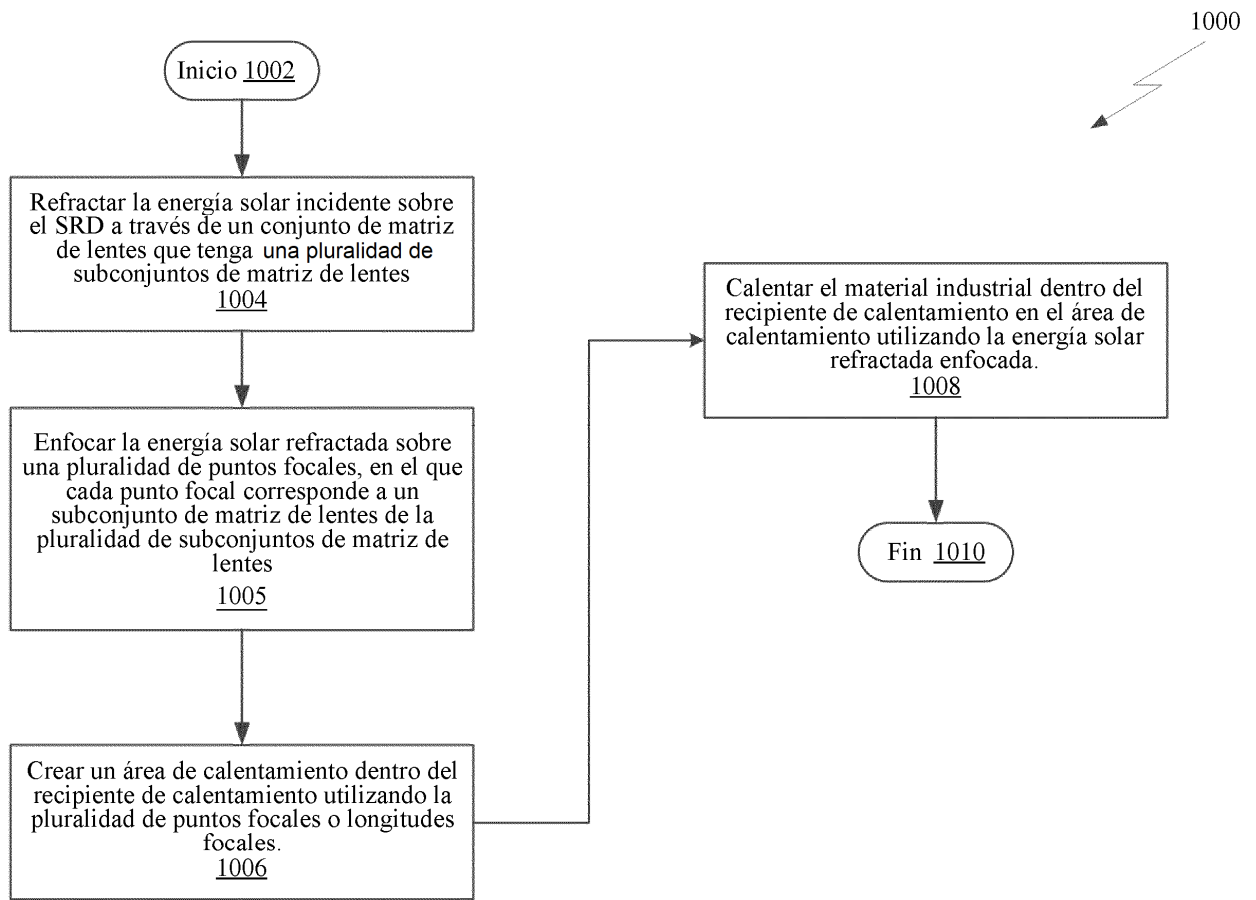 1000
Inicio 1002
Refractar la energía solar incidente sobre
el SRD a través de un conjunto de matriz
de lentes que tenga una pluralidad de
subconjuntos de matriz de lentes
1004
Enfocar la energía solar refractada sobre
una pluralidad de puntos focales, en el que
cada punto focal corresponde a un
subconjunto de matriz de lentes de la
pluralidad de subconjuntos de matriz de
lentes
1005
Crear un área de calentamiento dentro del
recipiente de calentamiento utilizando la
pluralidad de puntos focales o longitudes
focales.
1006
Calentar el material industrial dentro del
recipiente de calentamiento en el área de
calentamiento utilizando la energía solar
refractada enfocada.
1008
Fin 1010